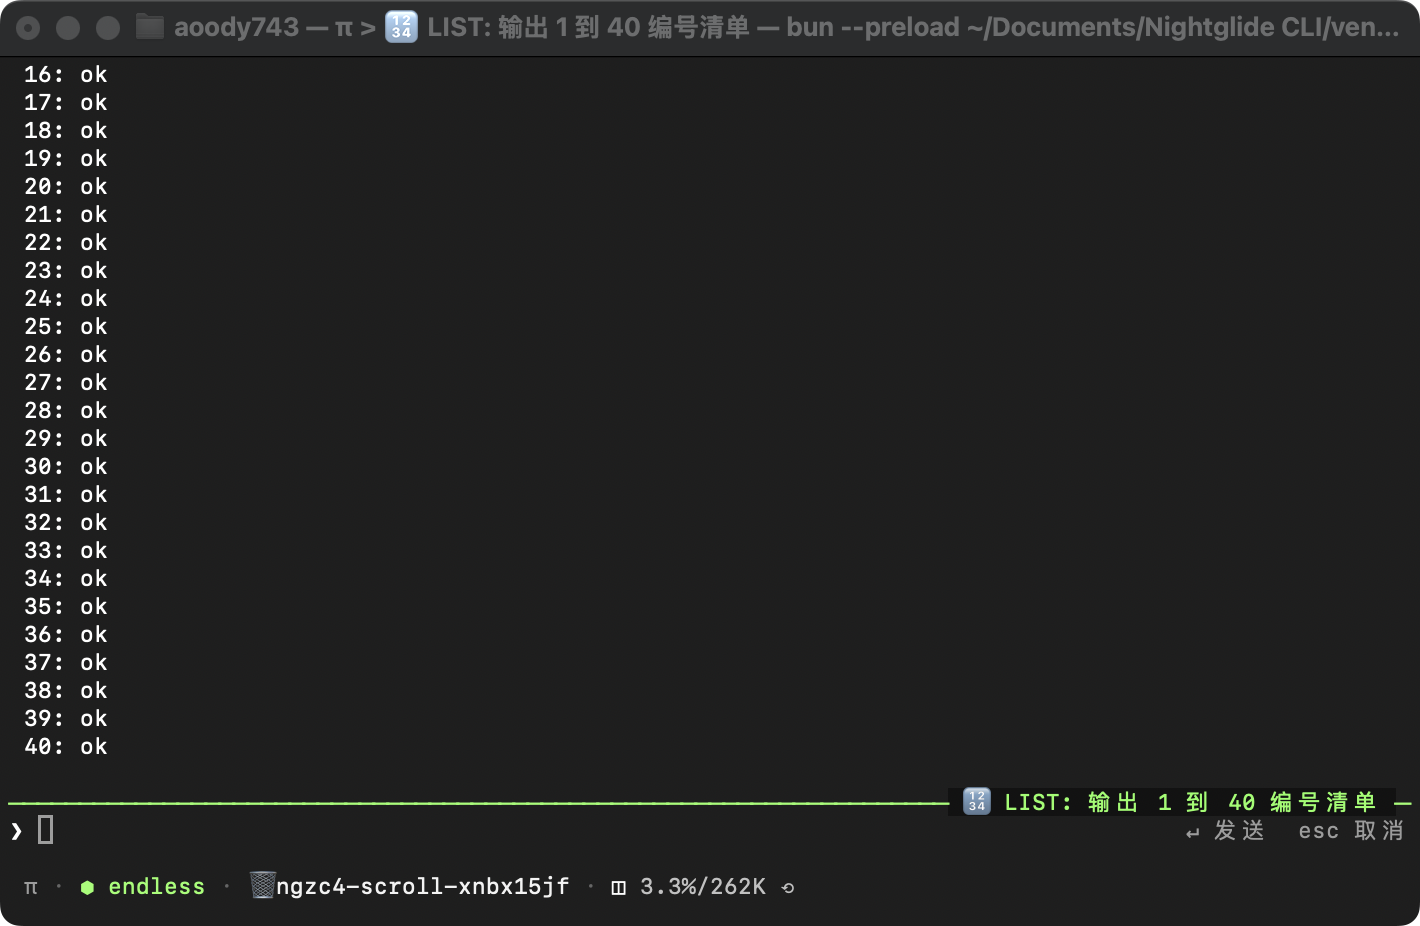 aoody743 — π > 🔢 LIST: 输出 1 到 40 编号清单 — bun --preload ~/Documents/Nightglide CLI/ven...
16: ok
17: ok
18: ok
19: ok
20: ok
21: ok
22: ok
23: ok
24: ok
25: ok
26: ok
27: ok
28: ok
29: ok
30: ok
31: ok
32: ok
33: ok
34: ok
35: ok
36: ok
37: ok
38: ok
39: ok
40: ok
🔢 LIST: 输出 1 到 40 编号清单
❯
↵ 发送 esc 取消
π · ⬢ endless · 🗑ngzc4-scroll-xnbx15jf · ◫ 3.3%/262K ⟲